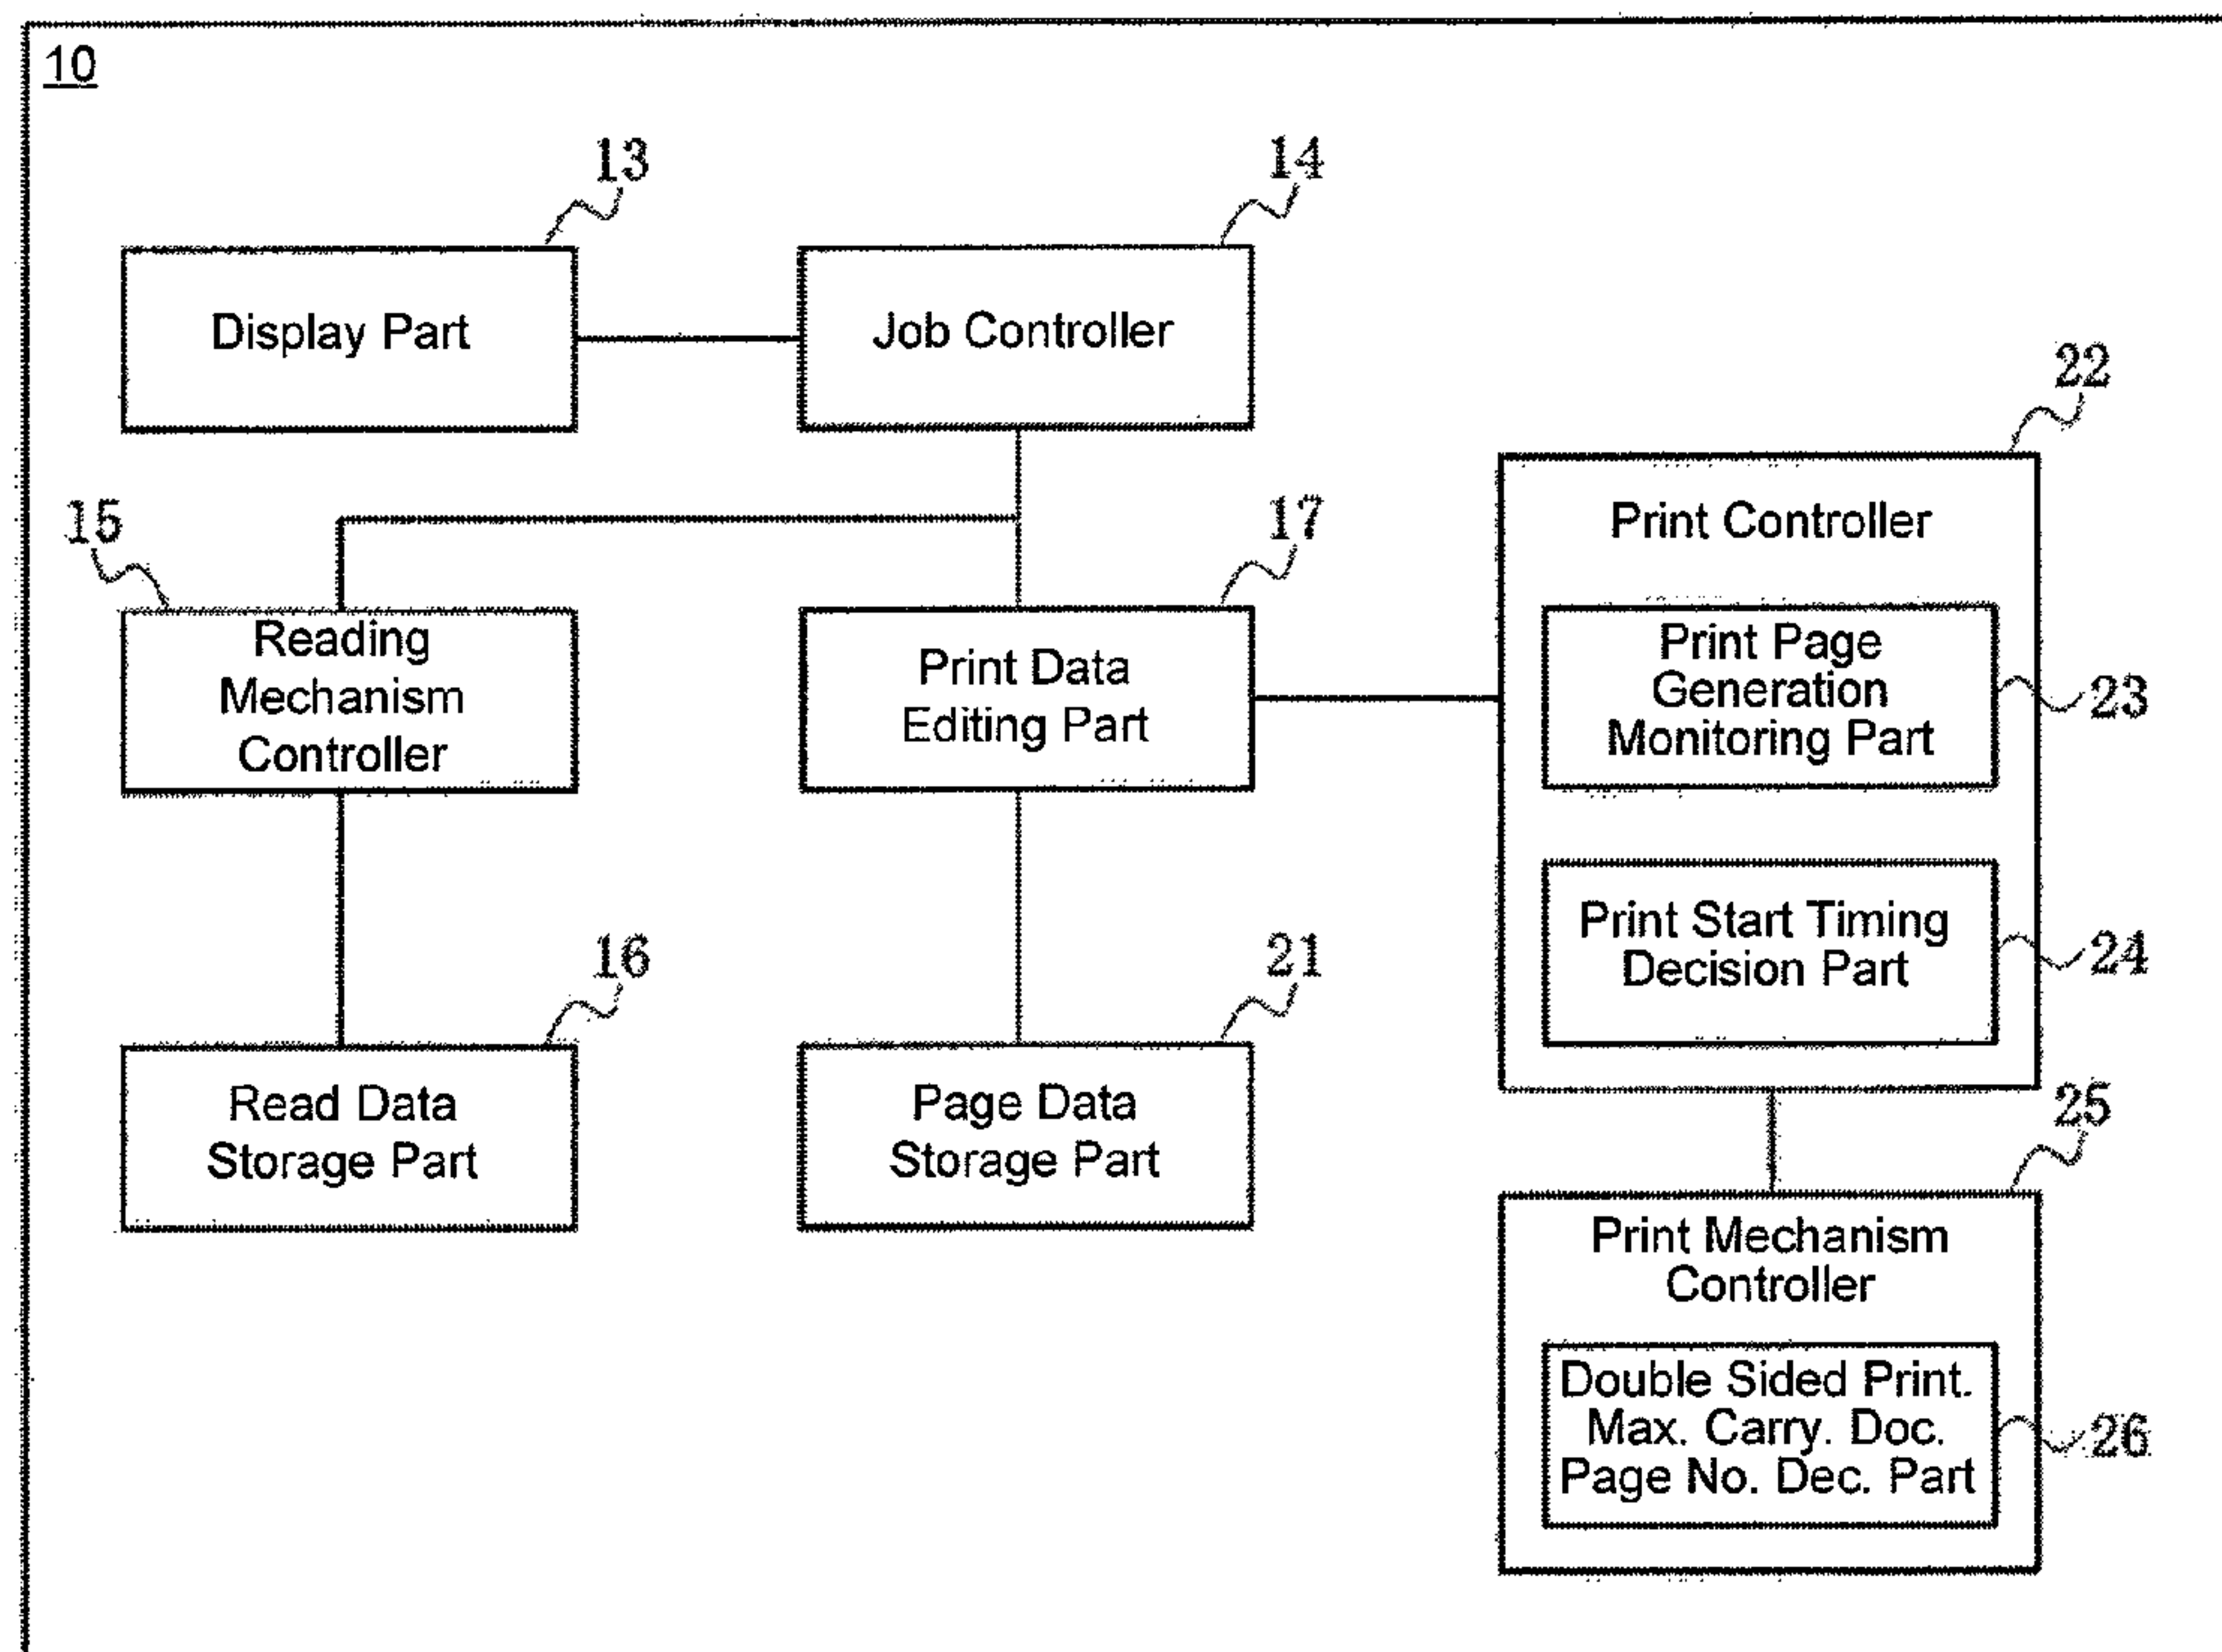 10
13
14
Display Part
Job Controller
22
15
17
Print Controller
Reading
Mechanism
Controller
Print Data
Editing Part
Print Page
Generation
Monitoring Part
23
Print Start Timing
Decision Part
24
16
21
Read Data
Storage Part
Page Data
Storage Part
25
Print Mechanism
Controller
Double Sided Print.
Max. Carry. Doc.
Page No. Dec. Part
26